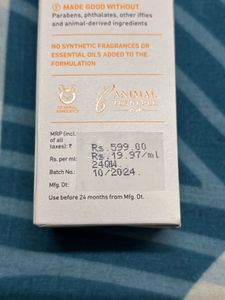 MADE GOOD WITHOUT
Parabens, phthalates, other iffies
and animal-derived ingredients
NO SYNTHETIC FRAGRANCES OR
ESSENTIAL OILS ADDED TO THE
FORMULATION
ANIMAL
MRP (incl.
of all
taxes): ₹ Rs.599.00
Rs. per ml: Rs.19.97/ml
Batch No.: 24QW.
Mfg. Dt: 10/2024.
Use before 24 months from Mfg. Dt.